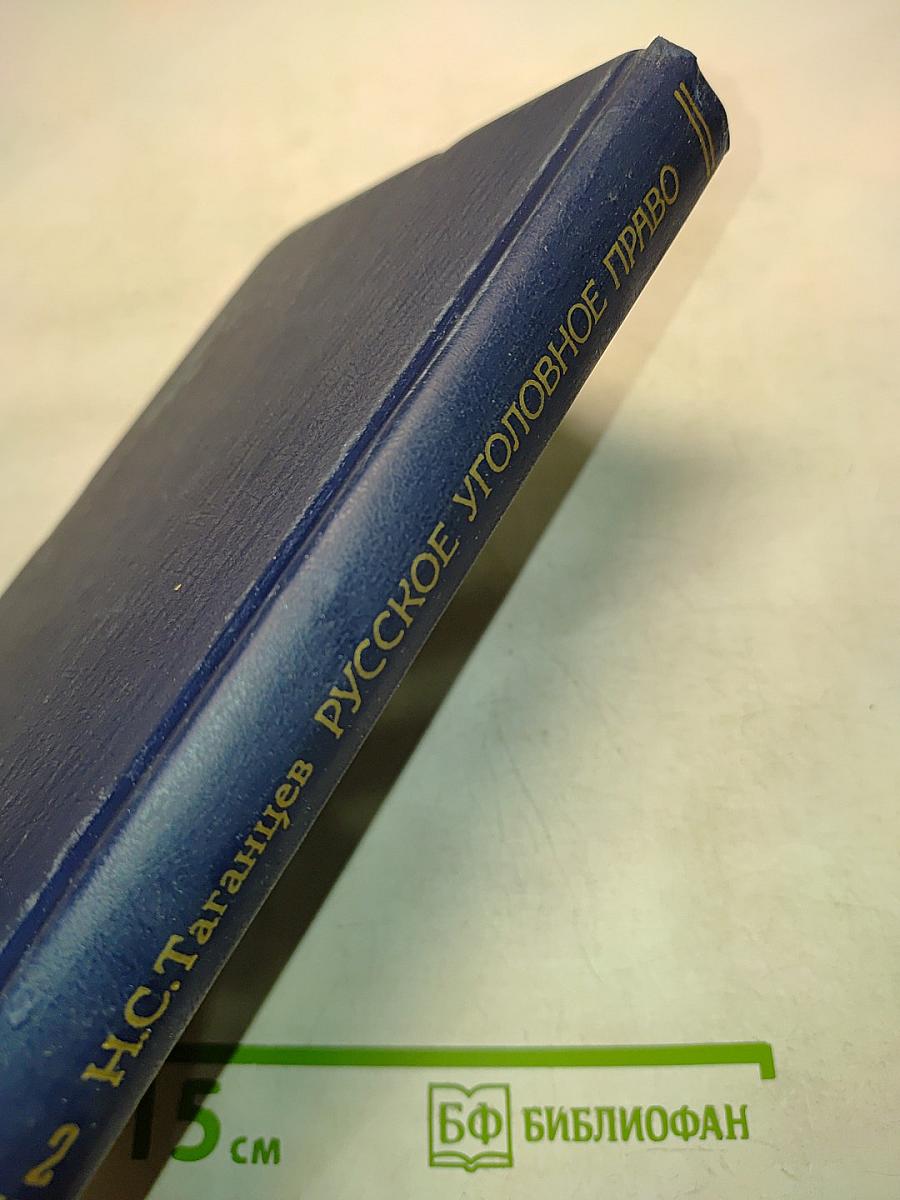 2 Н.С.Таганцев РУССКОЕ УГОЛОВНОЕ ПРАВО
15 см
БФ БИБЛИОФАН